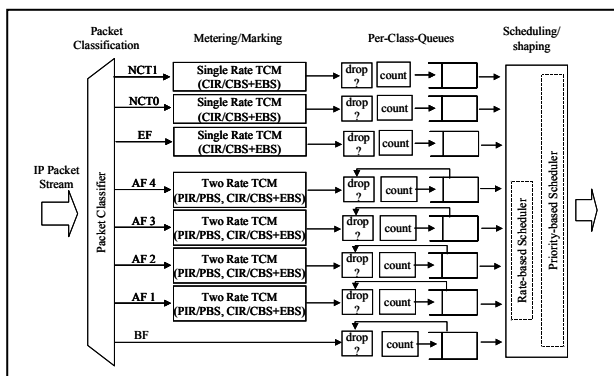 Packet
Classification
Metering/Marking
Per-Class-Queues
Scheduling/
shaping
IP Packet
Stream
Packet Classifier
NCT1
Single Rate TCM
(CIR/CBS+EBS)
drop
?
count
NCT0
Single Rate TCM
(CIR/CBS+EBS)
drop
?
count
EF
Single Rate TCM
(CIR/CBS+EBS)
drop
?
count
AF 4
Two Rate TCM
(PIR/PBS, CIR/CBS+EBS)
drop
?
count
AF 3
Two Rate TCM
(PIR/PBS, CIR/CBS+EBS)
drop
?
count
AF 2
Two Rate TCM
(PIR/PBS, CIR/CBS+EBS)
drop
?
count
AF 1
Two Rate TCM
(PIR/PBS, CIR/CBS+EBS)
drop
?
count
BF
drop
?
count
Rate-based Scheduler
Priority-based Scheduler